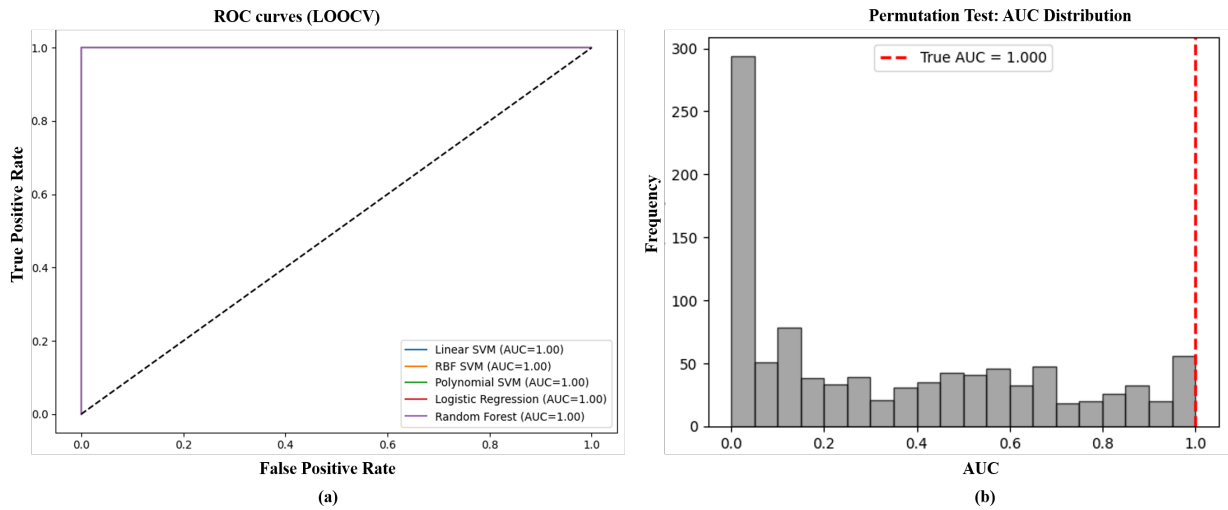 ROC curves (LOOCV)
True Positive Rate
1.0
0.8
0.6
0.4
0.2
0.0
Linear SVM (AUC=1.00)
RBF SVM (AUC=1.00)
Polynomial SVM (AUC=1.00)
Logistic Regression (AUC=1.00)
Random Forest (AUC=1.00)
0.0 0.2 0.4 0.6 0.8 1.0
False Positive Rate
(a)
Permutation Test: AUC Distribution
True AUC = 1.000
Frequency
300
250
200
150
100
50
0
0.0 0.2 0.4 0.6 0.8 1.0
AUC
(b)